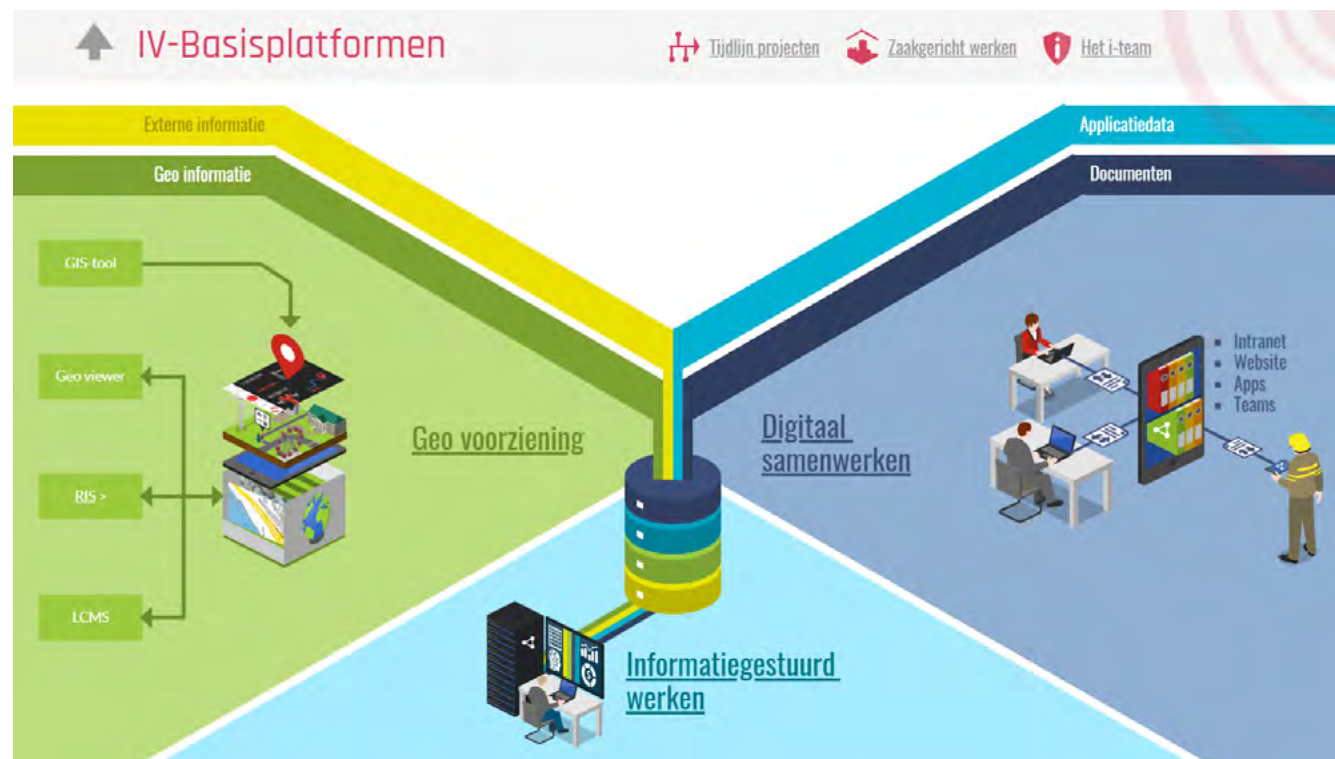 IV-Basisplatformen
Tijdlijn projecten
Zaakgericht werken
Het i-team
Externe informatie
Applicatiedata
Geo informatie
Documenten
GIS-tool
Geo viewer
RIS >
LCMS
Geo voorziening
Digitaal
samenwerken
Intranet
Website
Apps
Teams
Informatiegestuurd
werken